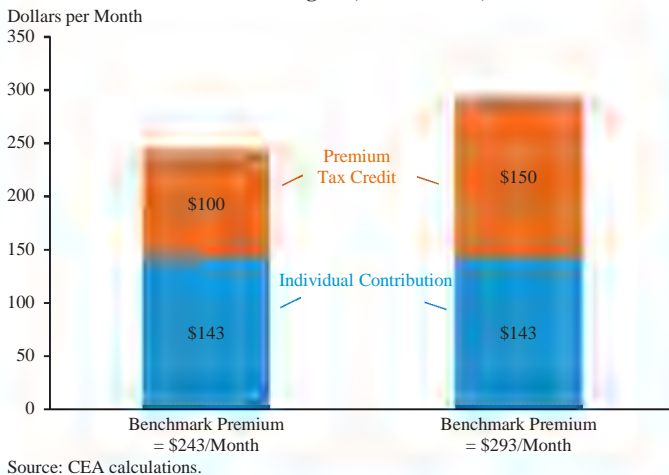 Dollars per Month
350
300
250
200
150
100
50
0
Premium
Tax Credit
$100
$150
Individual Contribution
$143
$143
Benchmark Premium
= $243/Month
Benchmark Premium
= $293/Month
Source: CEA calculations.